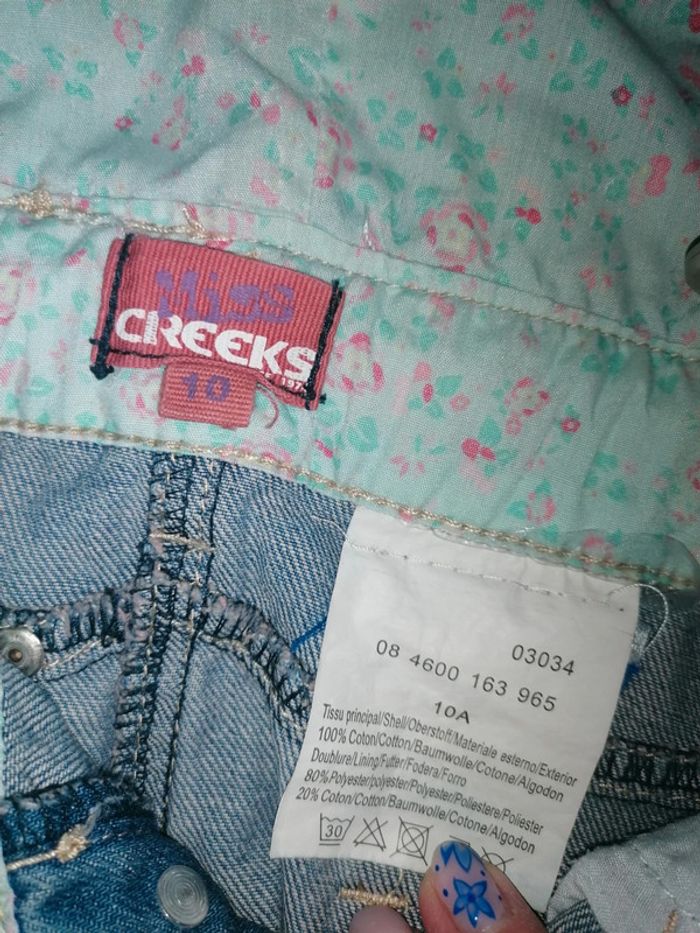 Miss
CREEKS
10
03034
08 4600 163 965
10A
Tissu principal/Shell/Oberstoff/Materiale esterno/Exterior
100% Coton/Cotton/Baumwolle/Cotone/Algodon
Doublure/Lining/Futter/Fodera/Forro
80%Polyester/polyester/Polyester/Poliestere/Poliester
20% Coton/Cotton/Baumwolle/Cotone/Algodon
30